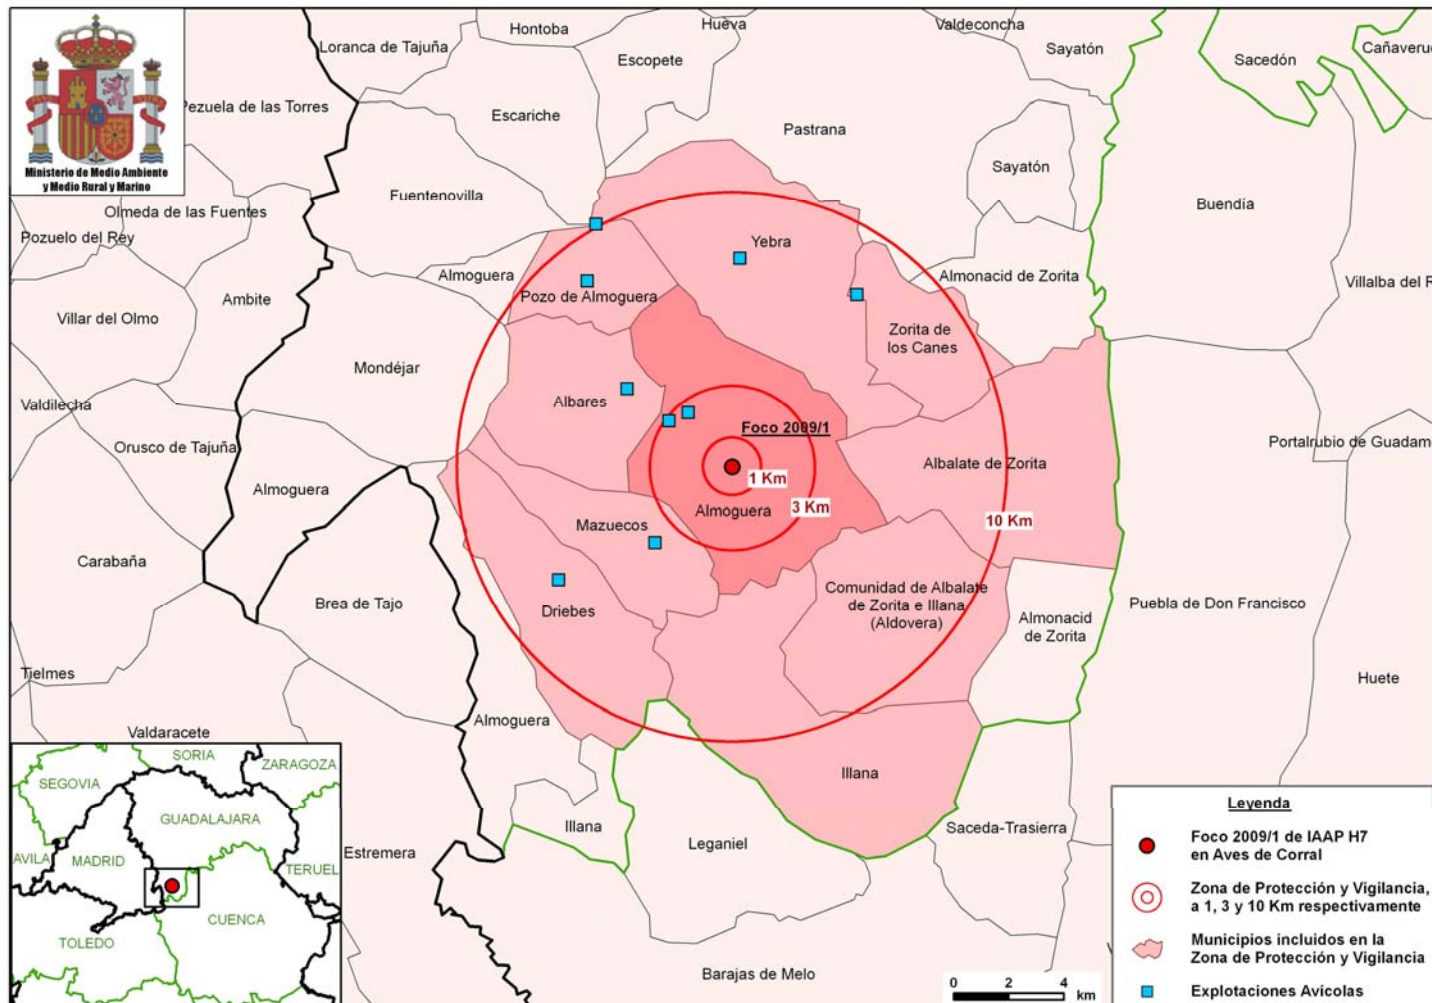 Ministerio de Medio Ambiente
y Medio Rural y Marino
Hontoba
Hueva
Valdeconcha
Loranca de Tajuña
Escopete
Sayatón
Sacedón
Pezuela de las Torres
Escariche
Pastrana
Sayatón
Fuentenovilla
Buendia
Olmeda de las Fuentes
Pozuelo del Rey
Yebra
Almoguera
Almonacid de Zorita
Ambite
Pozo de Almoguera
Villar del Olmo
Zorita de
los Canes
Mondéjar
Valdilecha
Albares
Orusco de Tajuña
Foco 2009/1
Albalate de Zorita
1 Km
Almoguera
3 Km
Almoguera
10 Km
Mazuecos
Carabaña
Comunidad de Albalate
de Zorita e Illana
(Aldovera)
Brea de Tajo
Driebes
Almonacid
de Zorita
Puebla de Don Francisco
Tielmes
Huete
Almoguera
Valdaracete
Illana
Illana
Leganiel
Saceda-Trasierra
Estremera
Barajas de Melo
SORIA
SEGOVIA
ZARAGOZA
GUADALAJARA
AVILA
MADRID
TERUEL
CUENCA
TOLEDO
0 2 4
km
Leyenda
Foco 2009/1 de IAAP H7
en Aves de Corral
Zona de Protección y Vigilancia,
a 1, 3 y 10 Km respectivamente
Municipios incluidos en la
Zona de Protección y Vigilancia
Explotaciones Avícolas